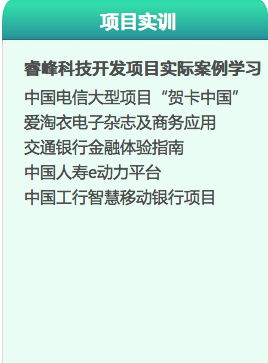 项目实训
睿峰科技开发项目实际案例学习
中国电信大型项目“贺卡中国”
爱淘衣电子杂志及商务应用
交通银行金融体验指南
中国人寿e动力平台
中国工行智慧移动银行项目